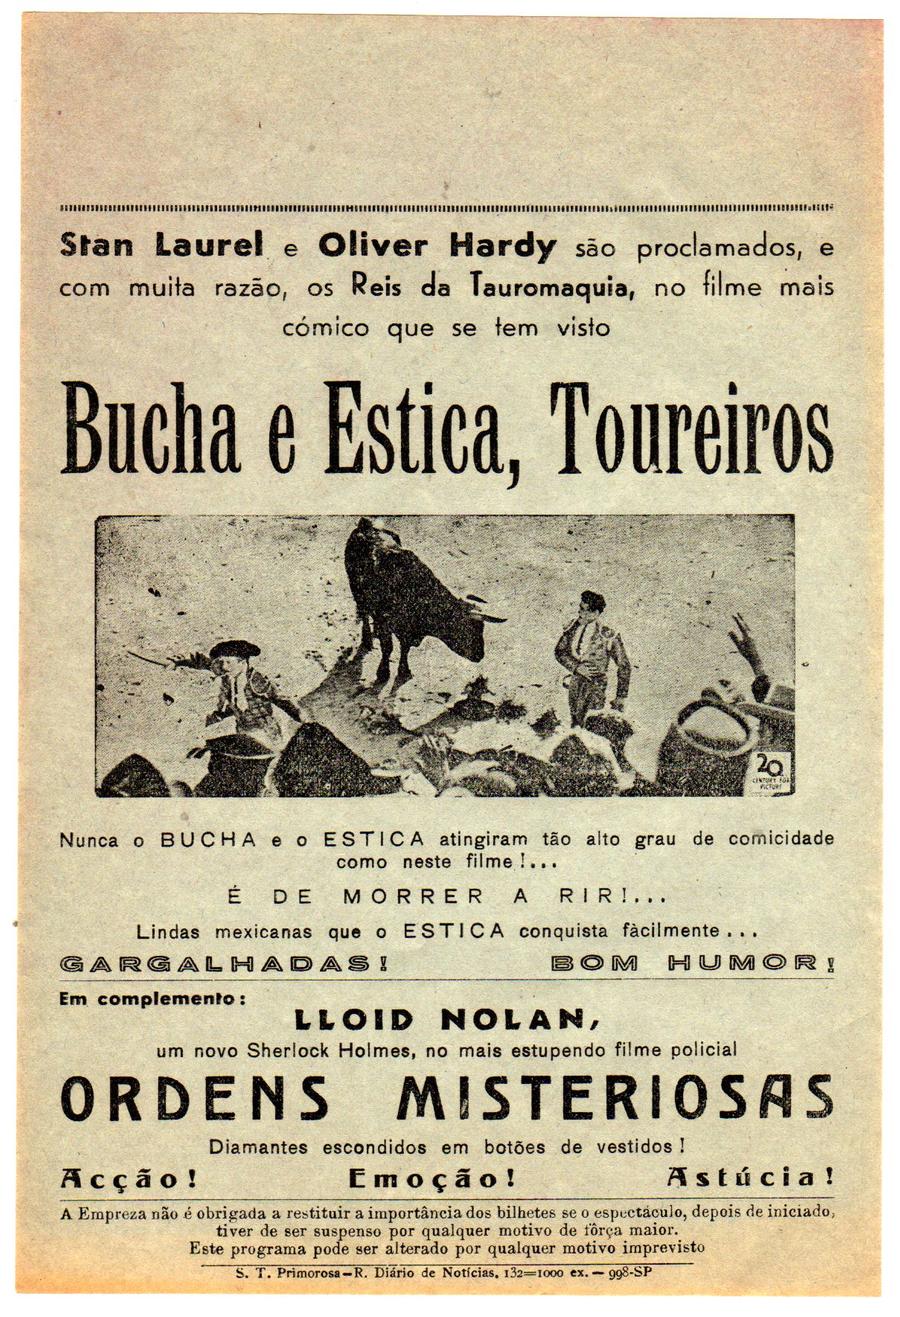 Stan Laurel e Oliver Hardy são proclamados, e
com muita razão, os Reis da Tauromaquia, no filme mais
cómico que se tem visto
Bucha e Estica, Toureiros
20
CENTURY FOX
PICTURE
Nunca o BUCHA e o ESTICA atingiram tão alto grau de comicidade
como neste filme!...
É DE MORRER A RIR!...
Lindas mexicanas que o ESTICA conquista fàcilmente...
GARGALHADAS! BOM HUMOR!
Em complemento:
LLOID NOLAN,
um novo Sherlock Holmes, no mais estupendo filme policial
ORDENS MISTERIOSAS
Diamantes escondidos em botões de vestidos!
Acção! Emoção! Astúcia!
A Empreza não é obrigada a restituir a importância dos bilhetes se o espectáculo, depois de iniciado,
tiver de ser suspenso por qualquer motivo de fôrça maior.
Este programa pode ser alterado por qualquer motivo imprevisto
S. T. Primorosa—R. Diário de Notícias, 132=1000 ex. — 998-SP